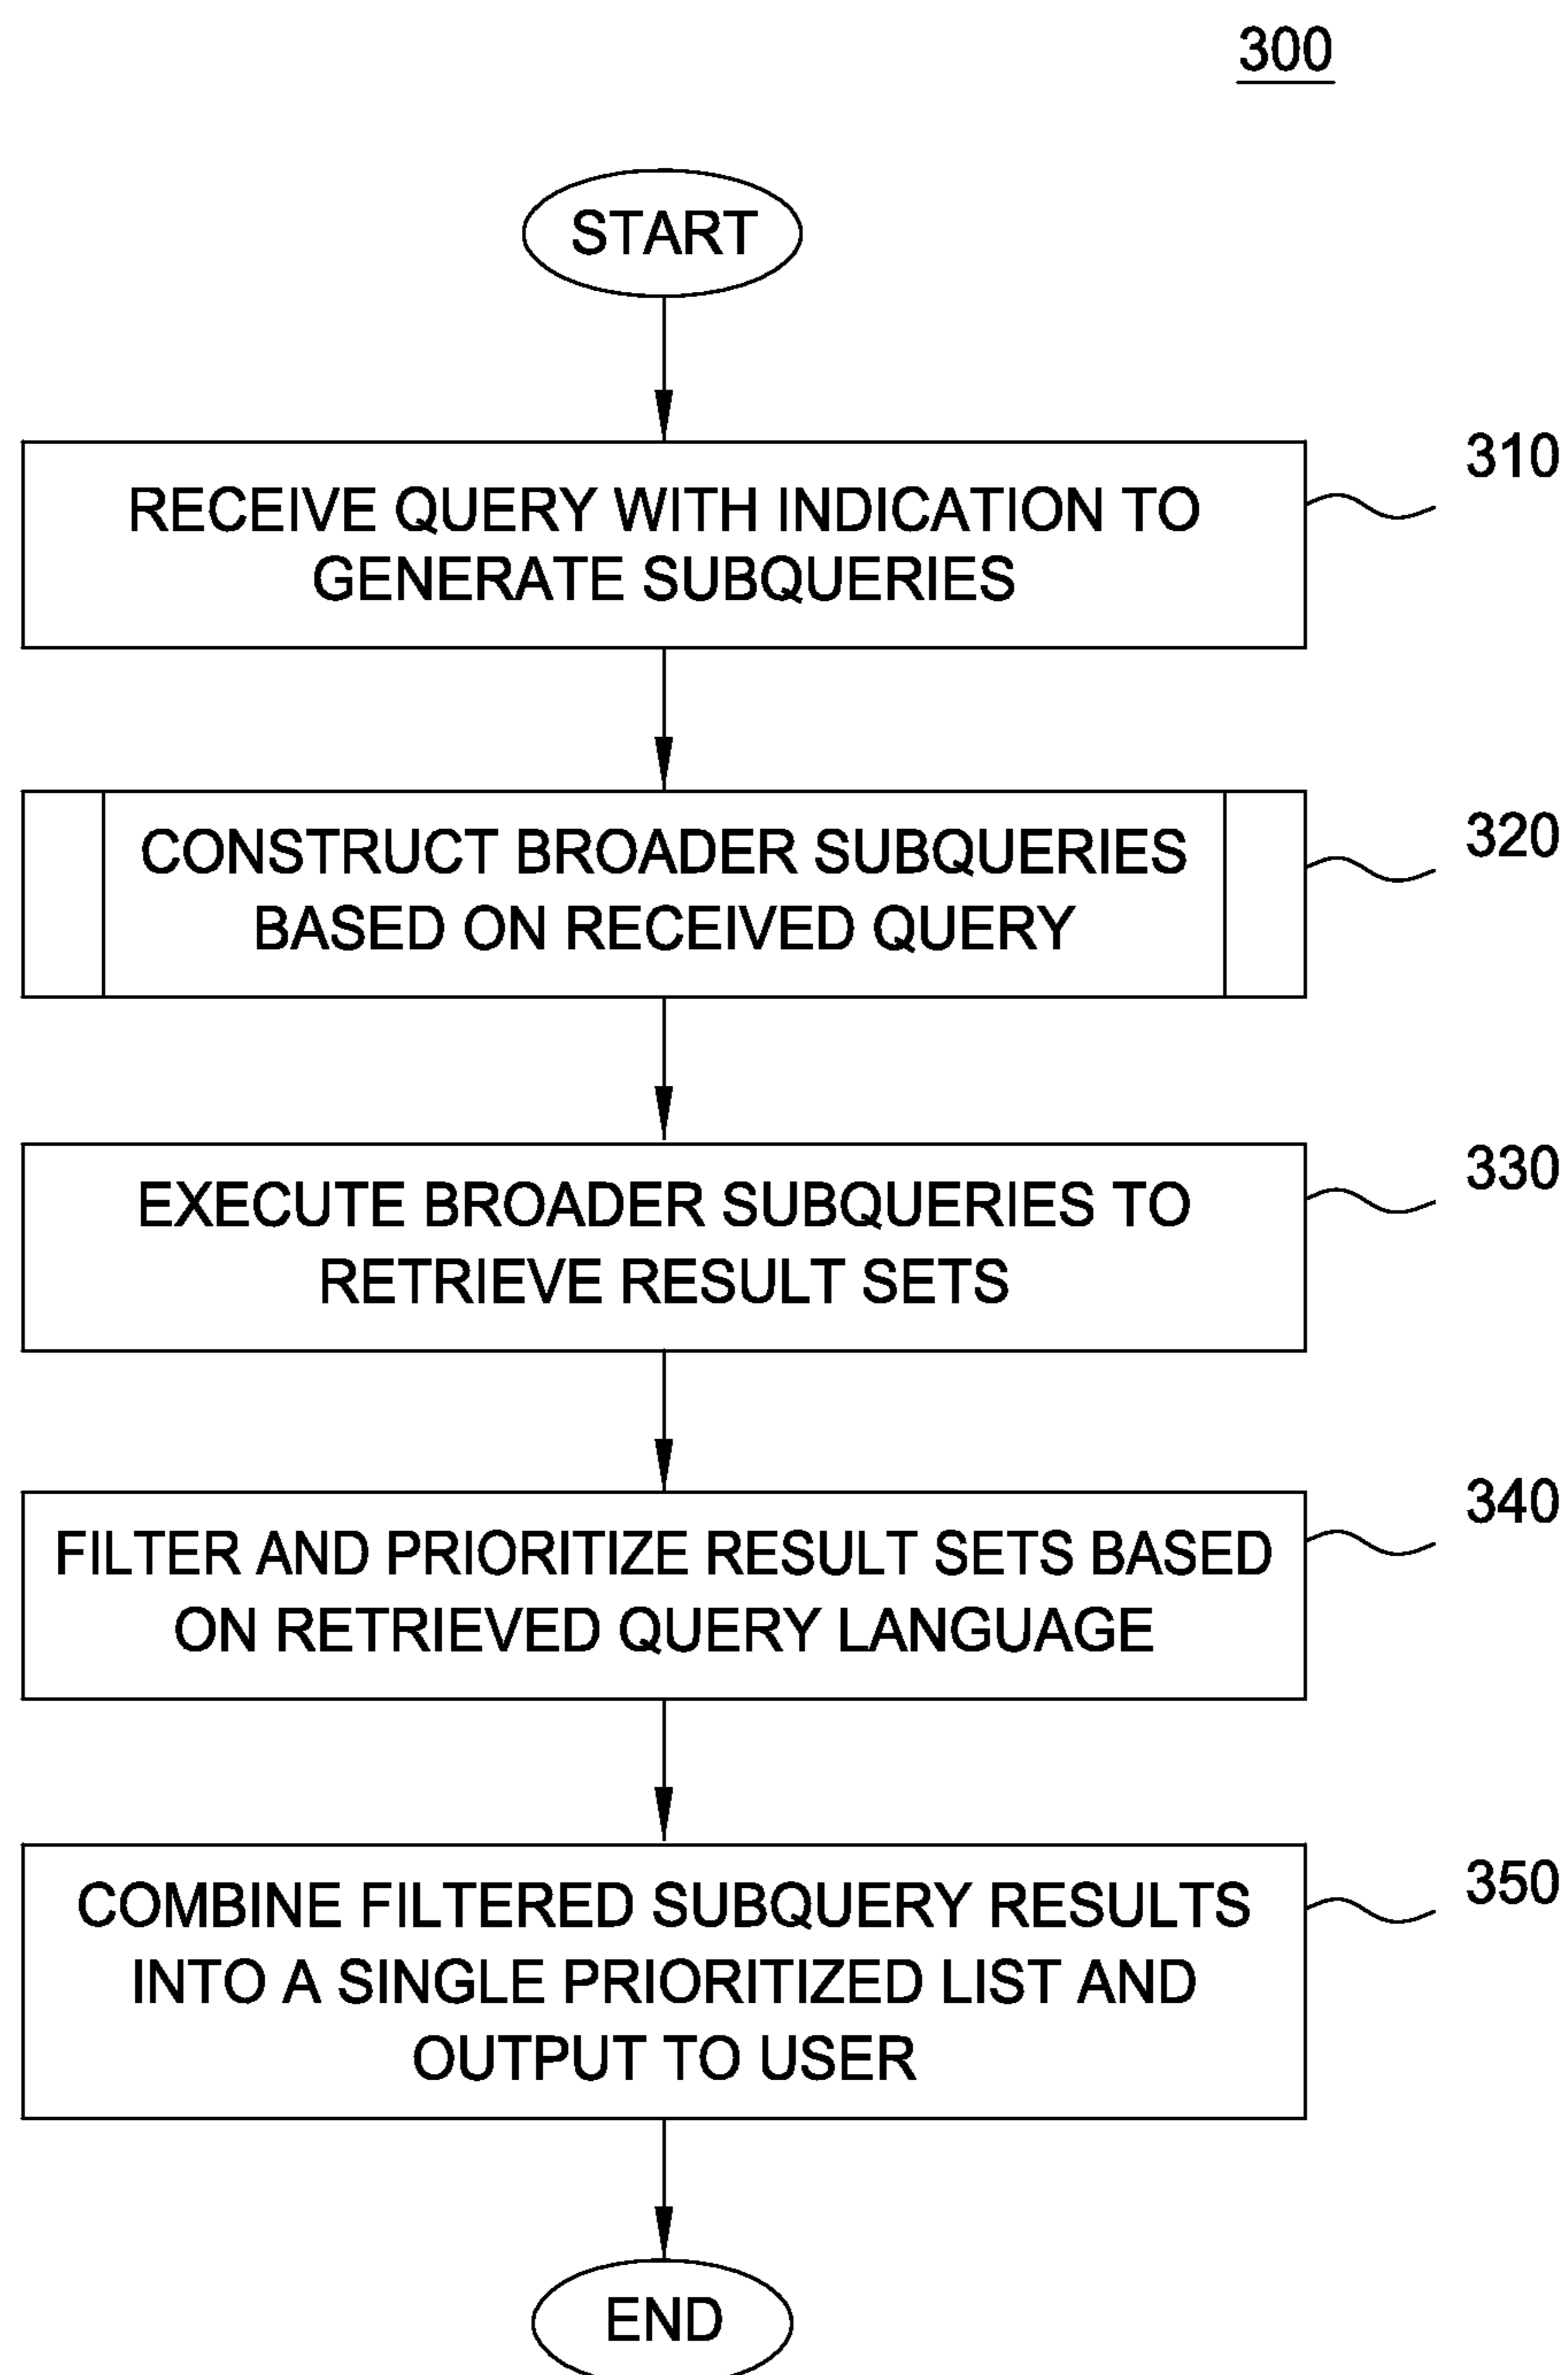 300
START
310
RECEIVE QUERY WITH INDICATION TO
GENERATE SUBQUERIES
320
CONSTRUCT BROADER SUBQUERIES
BASED ON RECEIVED QUERY
330
EXECUTE BROADER SUBQUERIES TO
RETRIEVE RESULT SETS
340
FILTER AND PRIORITIZE RESULT SETS BASED
ON RETRIEVED QUERY LANGUAGE
350
COMBINE FILTERED SUBQUERY RESULTS
INTO A SINGLE PRIORITIZED LIST AND
OUTPUT TO USER
END